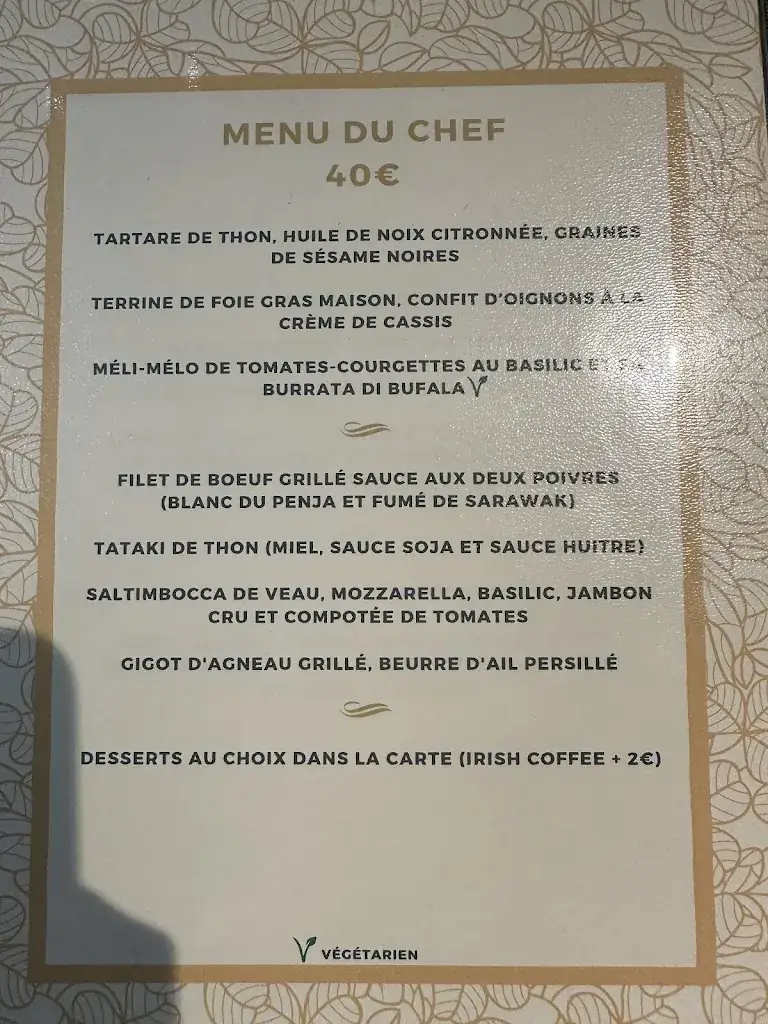 MENU DU CHEF
40€
TARTARE DE THON, HUILE DE NOIX CITRONNÉE, GRAINES
DE SÉSAME NOIRES
TERRINE DE FOIE GRAS MAISON, CONFIT D'OIGNONS À LA
CRÈME DE CASSIS
MÉLI-MÉLO DE TOMATES-COURGETTES AU BASILIC ET SA
BURRATA DI BUFALA
FILET DE BOEUF GRILLÉ SAUCE AUX DEUX POIVRES
(BLANC DU PENJA ET FUMÉ DE SARAWAK)
TATAKI DE THON (MIEL, SAUCE SOJA ET SAUCE HUITRE)
SALTIMBOCCA DE VEAU, MOZZARELLA, BASILIC, JAMBON
CRU ET COMPOTÉE DE TOMATES
GIGOT D'AGNEAU GRILLÉ, BEURRE D'AIL PERSILLÉ
DESSERTS AU CHOIX DANS LA CARTE (IRISH COFFEE + 2€)
VÉGÉTARIEN